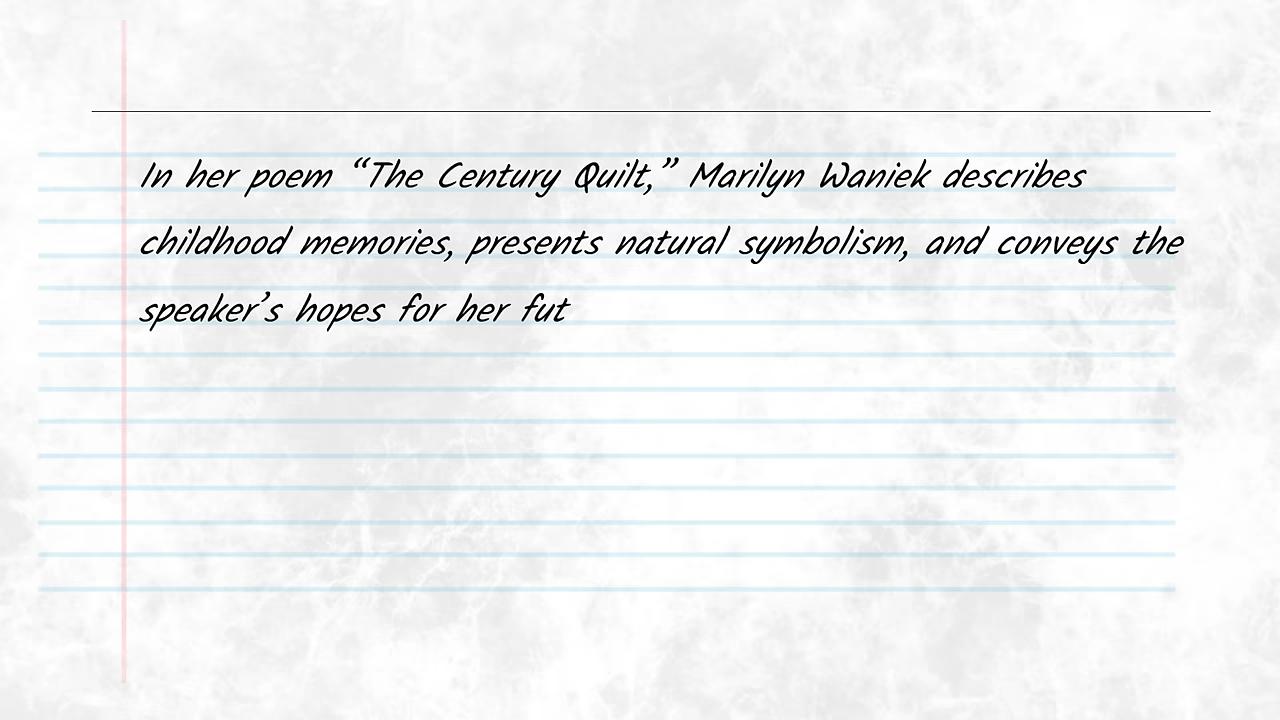 In her poem “The Century Quilt,” Marilyn Waniek describes
childhood memories, presents natural symbolism, and conveys the
speaker’s hopes for her fut